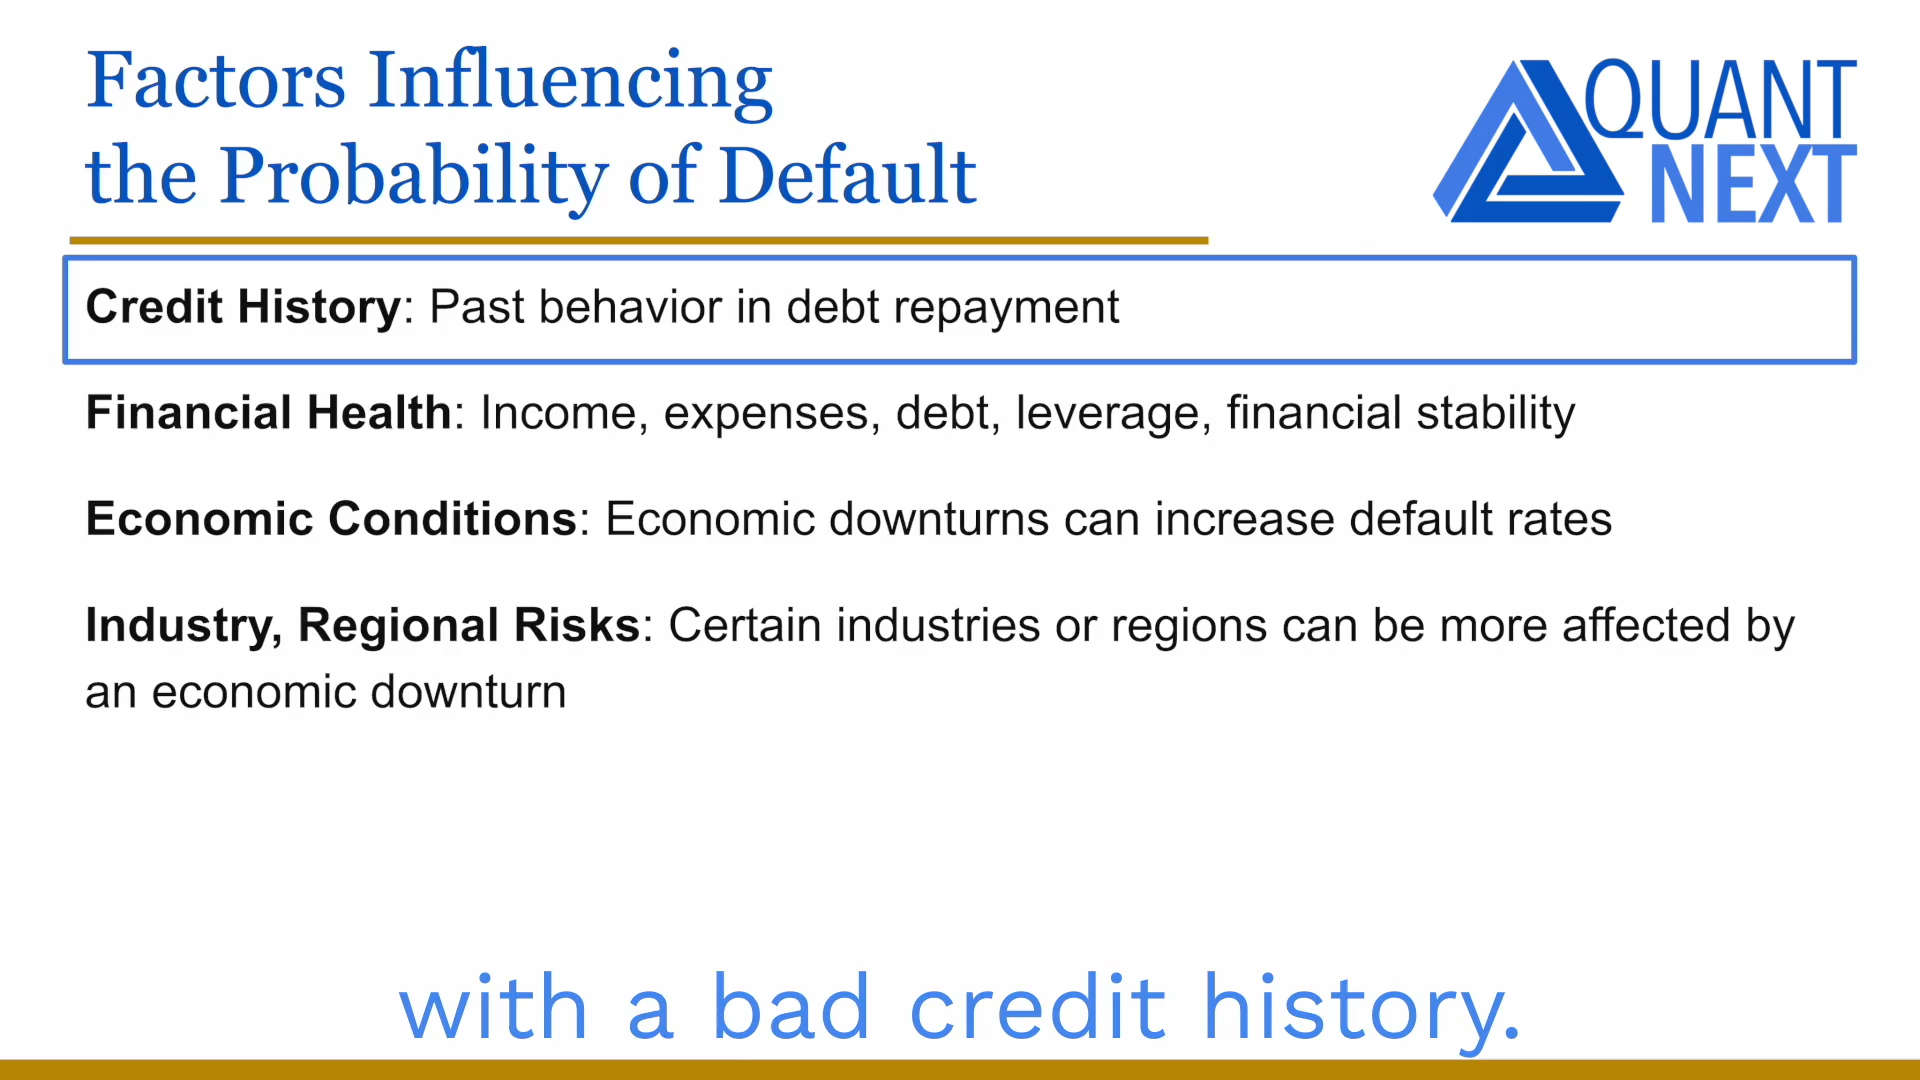 Factors Influencing
the Probability of Default
QUANT
NEXT
Credit History: Past behavior in debt repayment
Financial Health: Income, expenses, debt, leverage, financial stability
Economic Conditions: Economic downturns can increase default rates
Industry, Regional Risks: Certain industries or regions can be more affected by
an economic downturn
with a bad credit history.